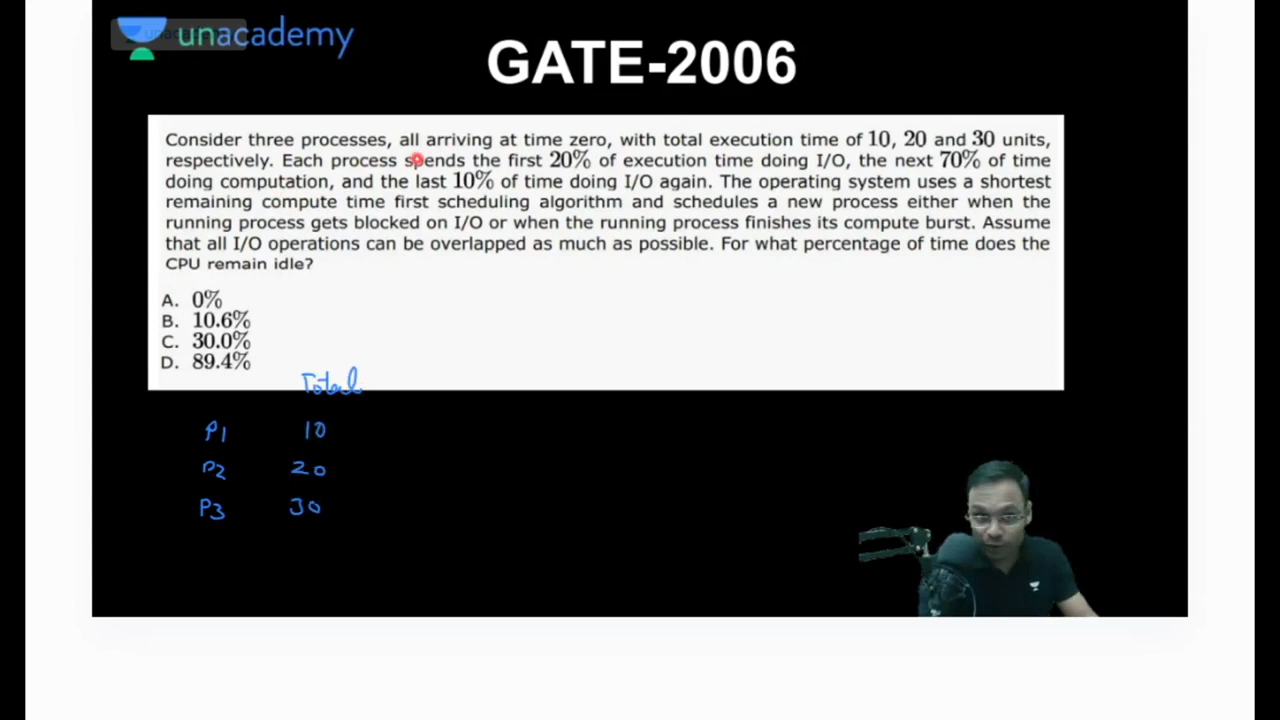 unacademy
GATE-2006
Consider three processes, all arriving at time zero, with total execution time of 10, 20 and 30 units,
respectively. Each process spends the first 20% of execution time doing I/O, the next 70% of time
doing computation, and the last 10% of time doing I/O again. The operating system uses a shortest
remaining compute time first scheduling algorithm and schedules a new process either when the
running process gets blocked on I/O or when the running process finishes its compute burst. Assume
that all I/O operations can be overlapped as much as possible. For what percentage of time does the
CPU remain idle?
A. 0%
B. 10.6%
C. 30.0%
D. 89.4%
Total
P1 10
P2 20
P3 30